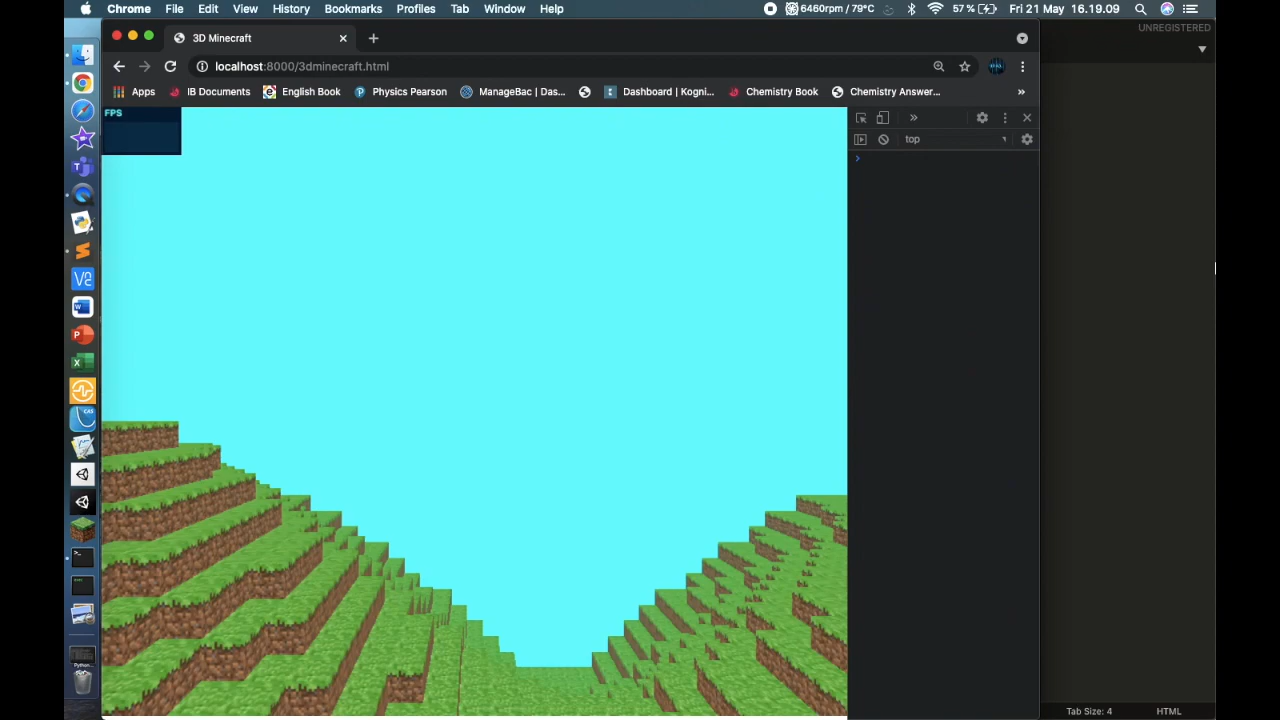 Chrome File Edit View History Bookmarks Profiles Tab Window Help 6460rpm / 79°C 57% Fri 21 May 16.19.09
UNREGISTERED
3D Minecraft
localhost:8000/3dminecraft.html
Apps IB Documents English Book Physics Pearson ManageBac | Das... Dashboard | Kogni... Chemistry Book Chemistry Answer... »
FPS
top
Tab Size: 4 HTML